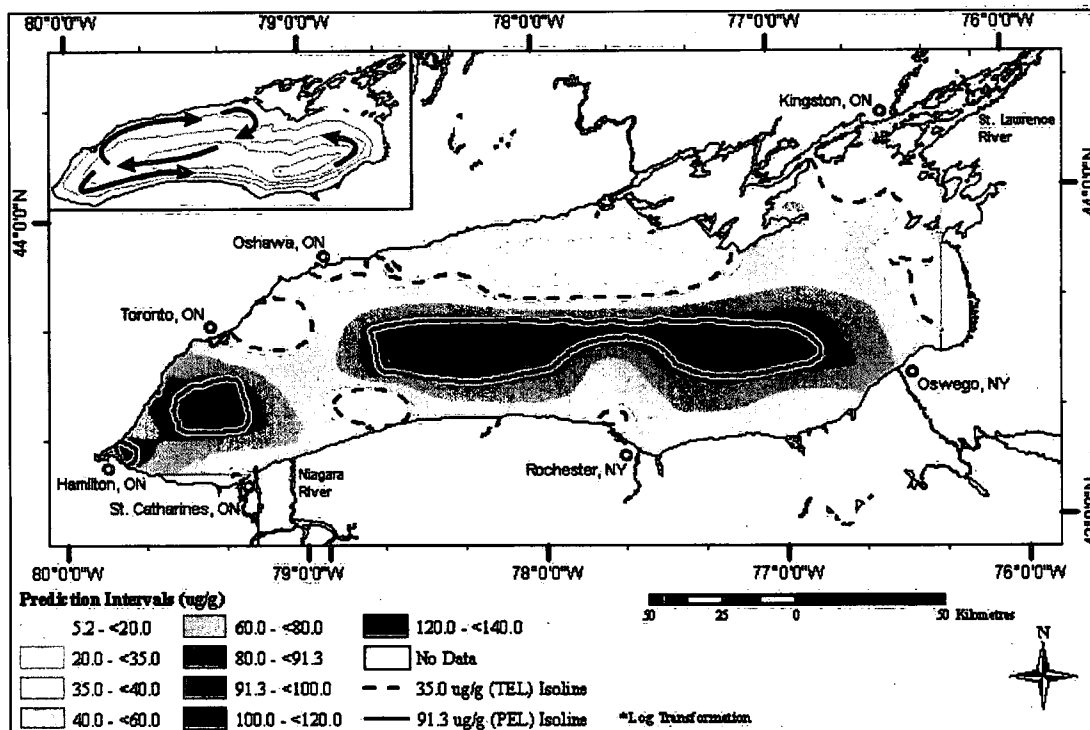 80°0'0"W 79°0'0"W 78°0'0"W 77°0'0"W 76°0'0"W
Kingston, ON
St. Lawrence
River
44°0'0"N
44°0'0"N
Oshawa, ON
Toronto, ON
Oswego, NY
Hamilton, ON
St. Catharines, ON
Niagara
River
Rochester, NY
80°0'0"W 79°0'0"W 78°0'0"W 77°0'0"W 76°0'0"W
Prediction Intervals (ug/g)
5.2 - <20.0
20.0 - <35.0
35.0 - <40.0
40.0 - <60.0
60.0 - <80.0
80.0 - <91.3
91.3 - <100.0
100.0 - <120.0
120.0 - <140.0
No Data
35.0 ug/g (TEL) Isoline
91.3 ug/g (PEL) Isoline
50 25 0 50 Kilometres
*Log Transformation
N